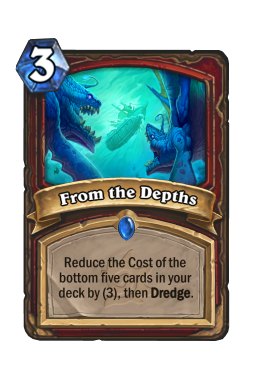 3
From the Depths
Reduce the Cost of the
bottom five cards in your
deck by (3), then Dredge.